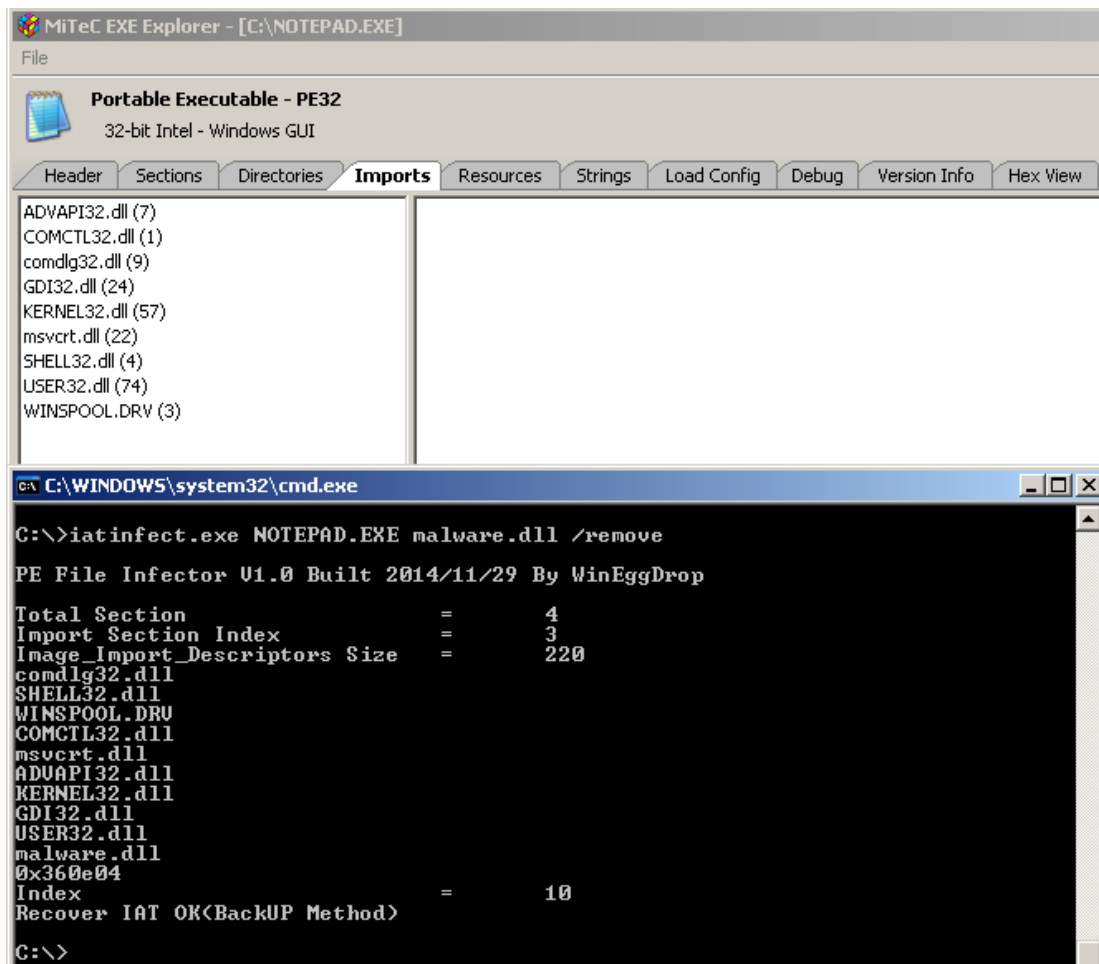 MiTeC EXE Explorer - [C:\NOTEPAD.EXE]
File
Portable Executable - PE32
32-bit Intel - Windows GUI
Header Sections Directories Imports Resources Strings Load Config Debug Version Info Hex View
ADVAPI32.dll (7)
COMCTL32.dll (1)
comdlg32.dll (9)
GDI32.dll (24)
KERNEL32.dll (57)
msvcrt.dll (22)
SHELL32.dll (4)
USER32.dll (74)
WINSPOOL.DRV (3)
C:\WINDOWS\system32\cmd.exe
C:\>iatinfect.exe NOTEPAD.EXE malware.dll /remove
PE File Infector V1.0 Built 2014/11/29 By WinEggDrop
Total Section = 4
Import Section Index = 3
Image_Import_Descriptors Size = 220
comdlg32.dll
SHELL32.dll
WINSPOOL.DRV
COMCTL32.dll
msvcrt.dll
ADVAPI32.dll
KERNEL32.dll
GDI32.dll
USER32.dll
malware.dll
0x360e04
Index = 10
Recover IAT OK(BackUP Method)
C:\>